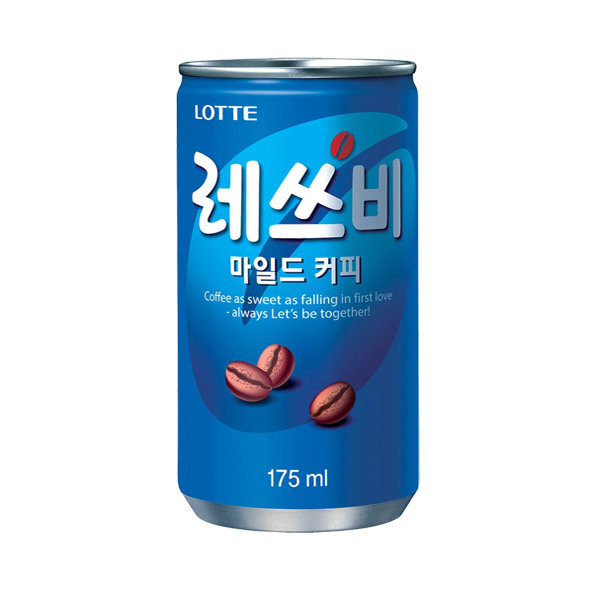 LOTTE
레쓰비
마일드 커피
Coffee as sweet as falling in first love
- always Let's be together!
175 ml